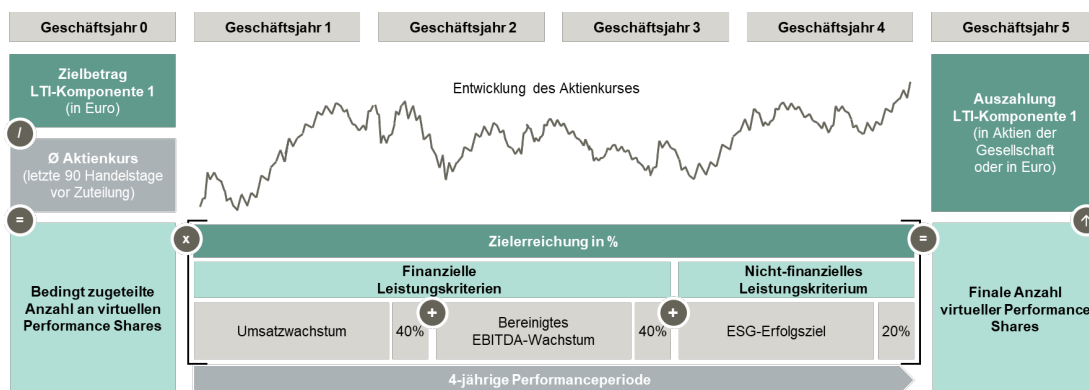 Geschäftsjahr 0
Geschäftsjahr 1
Geschäftsjahr 2
Geschäftsjahr 3
Geschäftsjahr 4
Geschäftsjahr 5
Zielbetrag
LTI-Komponente 1
(in Euro)
/
Ø Aktienkurs
(letzte 90 Handelstage
vor Zuteilung)
=
Bedingt zugeteilte
Anzahl an virtuellen
Performance Shares
Entwicklung des Aktienkurses
x
Zielerreichung in %
=
Finanzielle
Leistungskriterien
Nicht-finanzielles
Leistungskriterium
Umsatzwachstum
40%
+
Bereinigtes
EBITDA-Wachstum
40%
+
ESG-Erfolgsziel
20%
4-jährige Performanceperiode
Auszahlung
LTI-Komponente 1
(in Aktien der
Gesellschaft
oder in Euro)
↑
Finale Anzahl
virtueller Performance
Shares